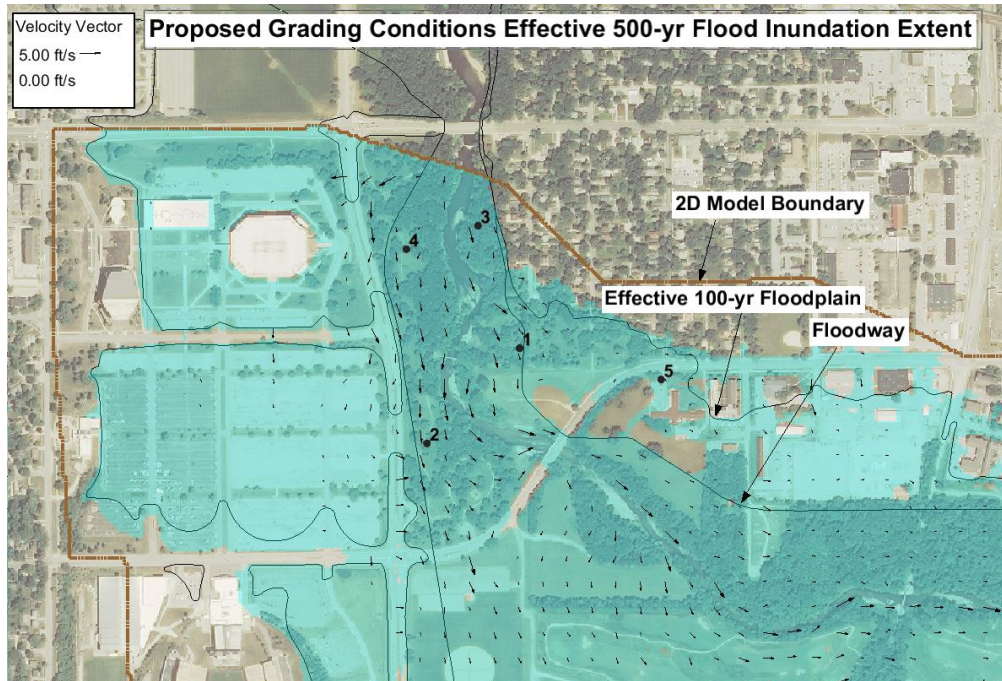 Proposed Grading Conditions Effective 500-yr Flood Inundation Extent
Velocity Vector
5.00 ft/s
0.00 ft/s
2D Model Boundary
3
4
Effective 100-yr Floodplain
Floodway
1
5
2